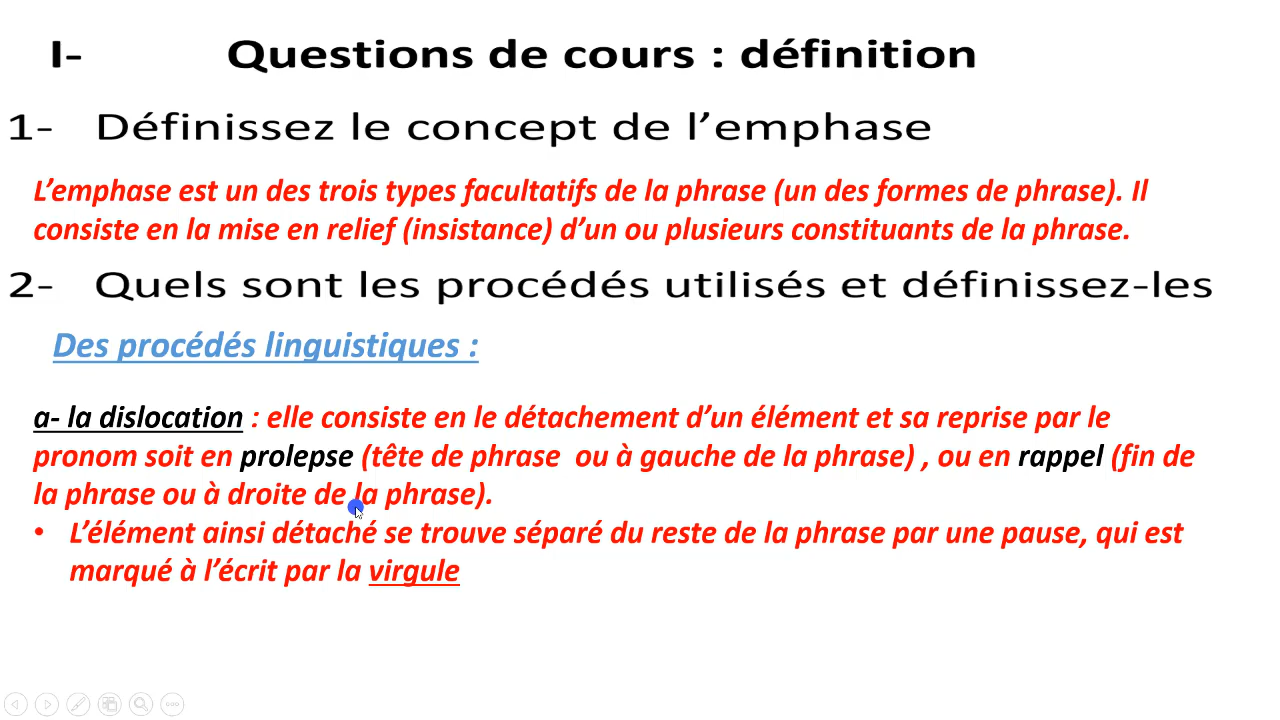 I- Questions de cours : définition
1- Définissez le concept de l’emphase
L’emphase est un des trois types facultatifs de la phrase (un des formes de phrase). Il
consiste en la mise en relief (insistance) d’un ou plusieurs constituants de la phrase.
2- Quels sont les procédés utilisés et définissez-les
Des procédés linguistiques :
a- la dislocation : elle consiste en le détachement d’un élément et sa reprise par le
pronom soit en prolepse (tête de phrase ou à gauche de la phrase) , ou en rappel (fin de
la phrase ou à droite de la phrase).
• L’élément ainsi détaché se trouve séparé du reste de la phrase par une pause, qui est
marqué à l’écrit par la virgule